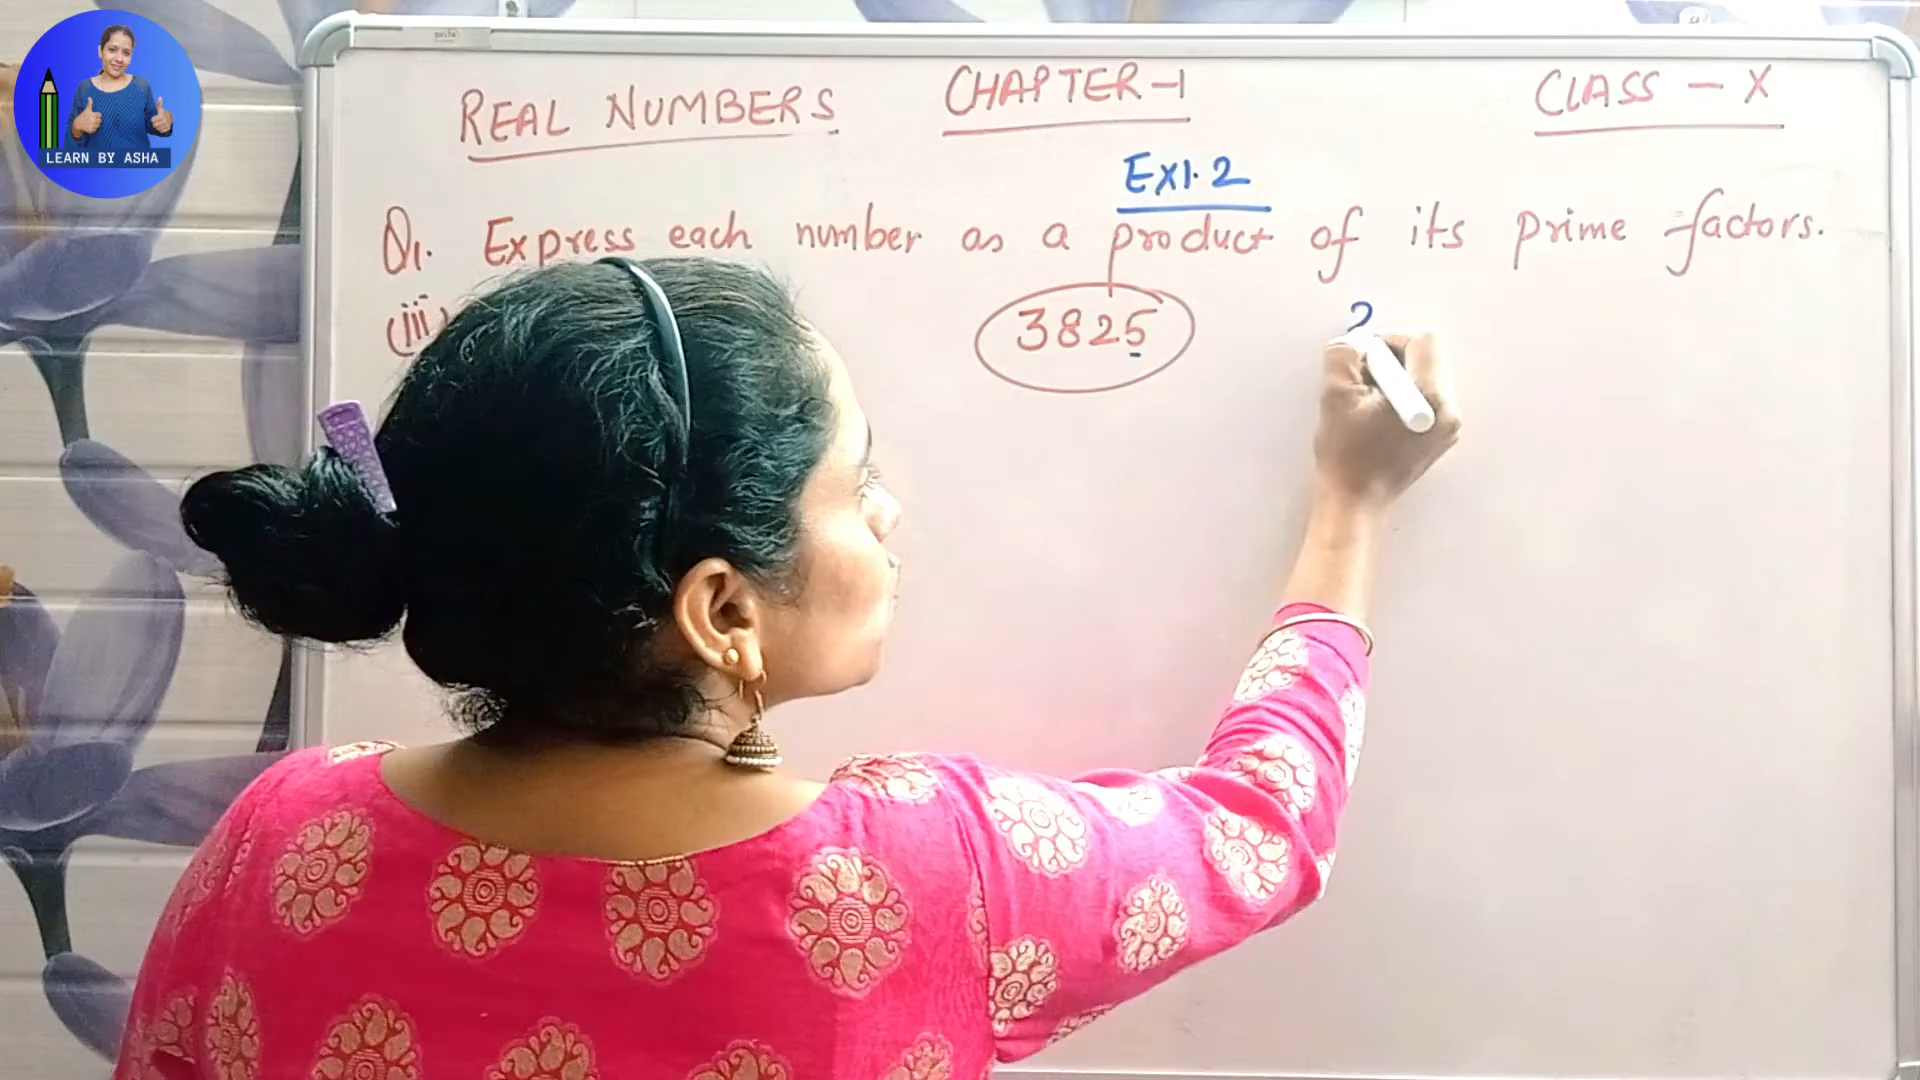 LEARN BY ASHA
REAL NUMBERS CHAPTER-1 CLASS - X
EX1.2
Q1. Express each number as a product of its prime factors.
(iii) 3825